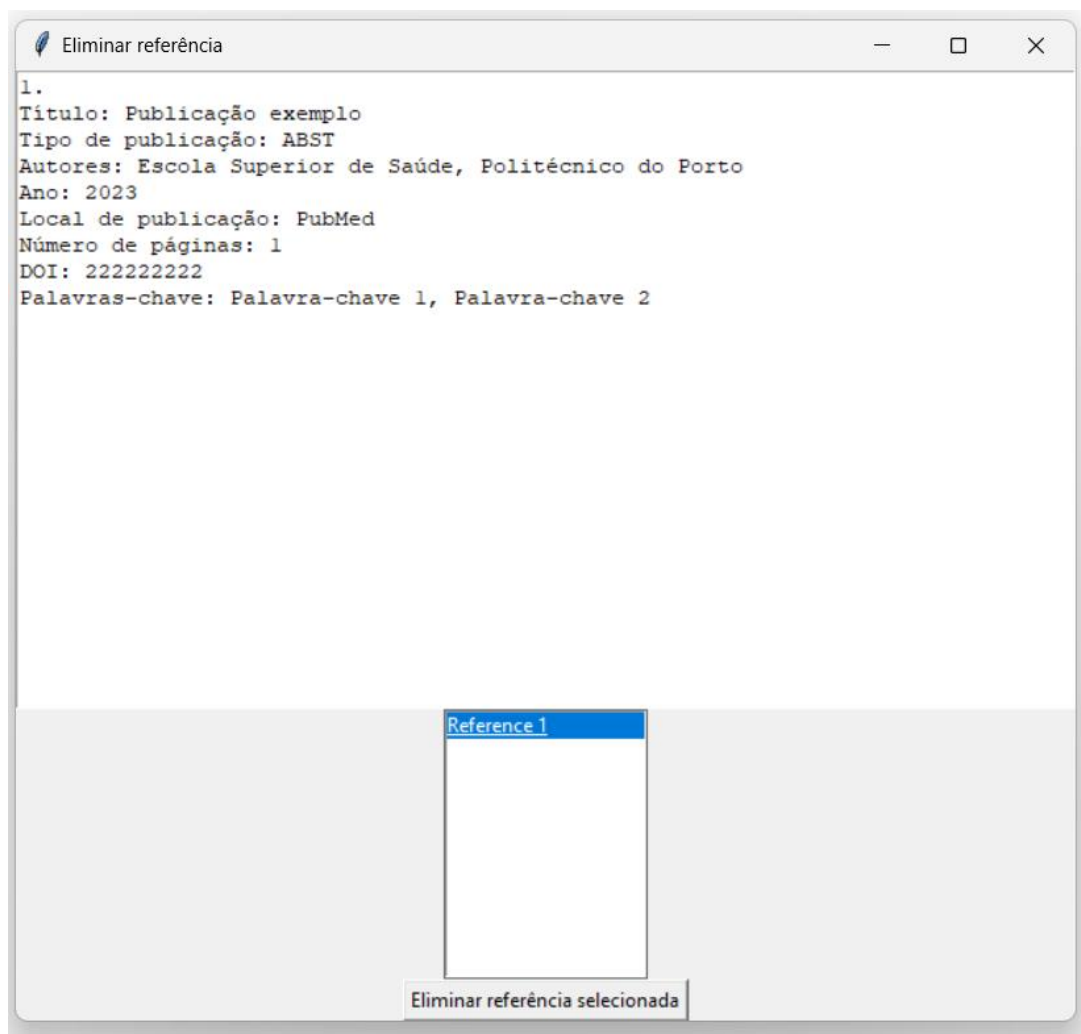 Eliminar referência
1.
Título: Publicação exemplo
Tipo de publicação: ABST
Autores: Escola Superior de Saúde, Politécnico do Porto
Ano: 2023
Local de publicação: PubMed
Número de páginas: 1
DOI: 222222222
Palavras-chave: Palavra-chave 1, Palavra-chave 2
Reference 1
Eliminar referência selecionada